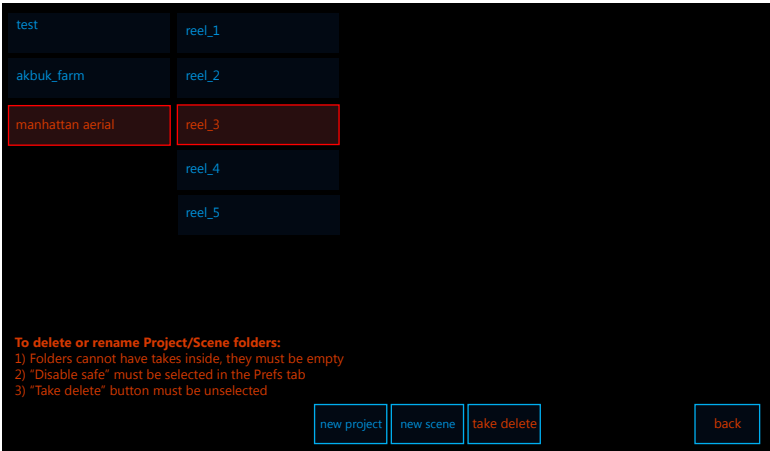 test
akbuk_farm
manhattan aerial
reel_1
reel_2
reel_3
reel_4
reel_5
To delete or rename Project/Scene folders:
1) Folders cannot have takes inside, they must be empty
2) "Disable safe" must be selected in the Prefs tab
3) "Take delete" button must be unselected
new project
new scene
take delete
back